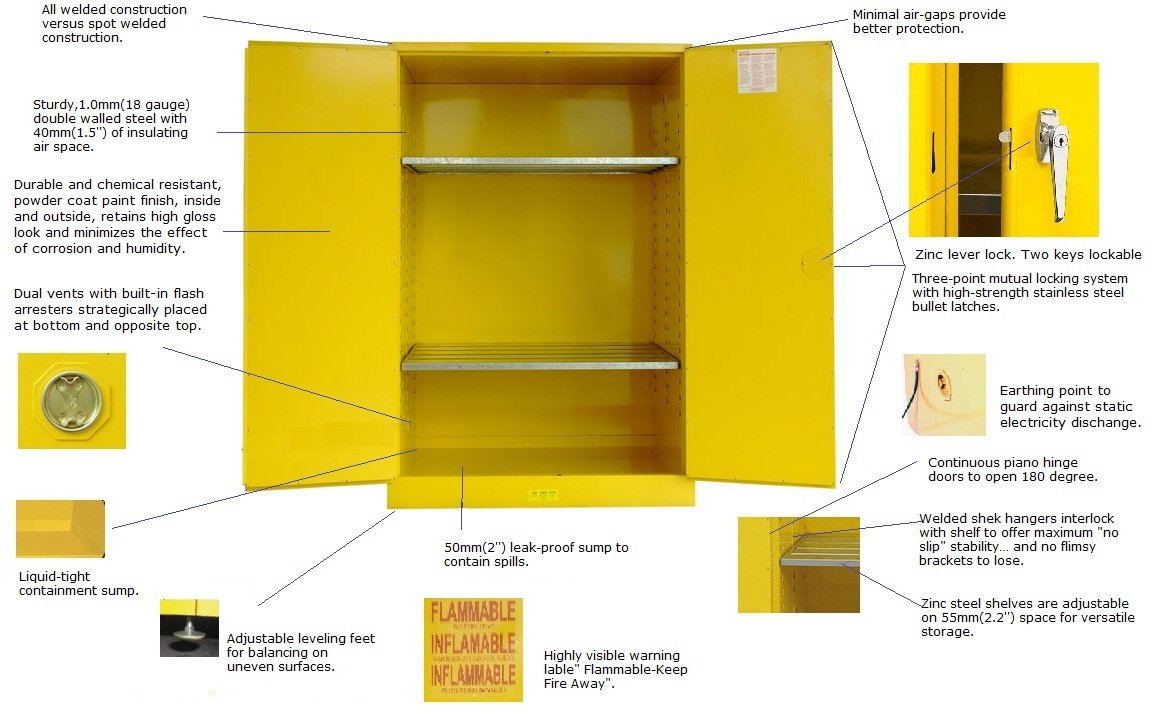 All welded construction
versus spot welded
construction.
Minimal air-gaps provide
better protection.
Sturdy,1.0mm(18 gauge)
double walled steel with
40mm(1.5") of insulating
air space.
Durable and chemical resistant,
powder coat paint finish, inside
and outside, retains high gloss
look and minimizes the effect
of corrosion and humidity.
Zinc lever lock. Two keys lockable
Three-point mutual locking system
with high-strength stainless steel
bullet latches.
Dual vents with built-in flash
arresters strategically placed
at bottom and opposite top.
Earthing point to
guard against static
electricity discharge.
Continuous piano hinge
doors to open 180 degree.
Welded shek hangers interlock
with shelf to offer maximum "no
slip" stability... and no flimsy
brackets to lose.
50mm(2") leak-proof sump to
contain spills.
Liquid-tight
containment sump.
Zinc steel shelves are adjustable
on 55mm(2.2") space for versatile
storage.
Adjustable leveling feet
for balancing on
uneven surfaces.
FLAMMABLE
KEEP FIRE AWAY
INFLAMABLE
INFLAMMABLE
Highly visible warning
lable" Flammable-Keep
Fire Away".